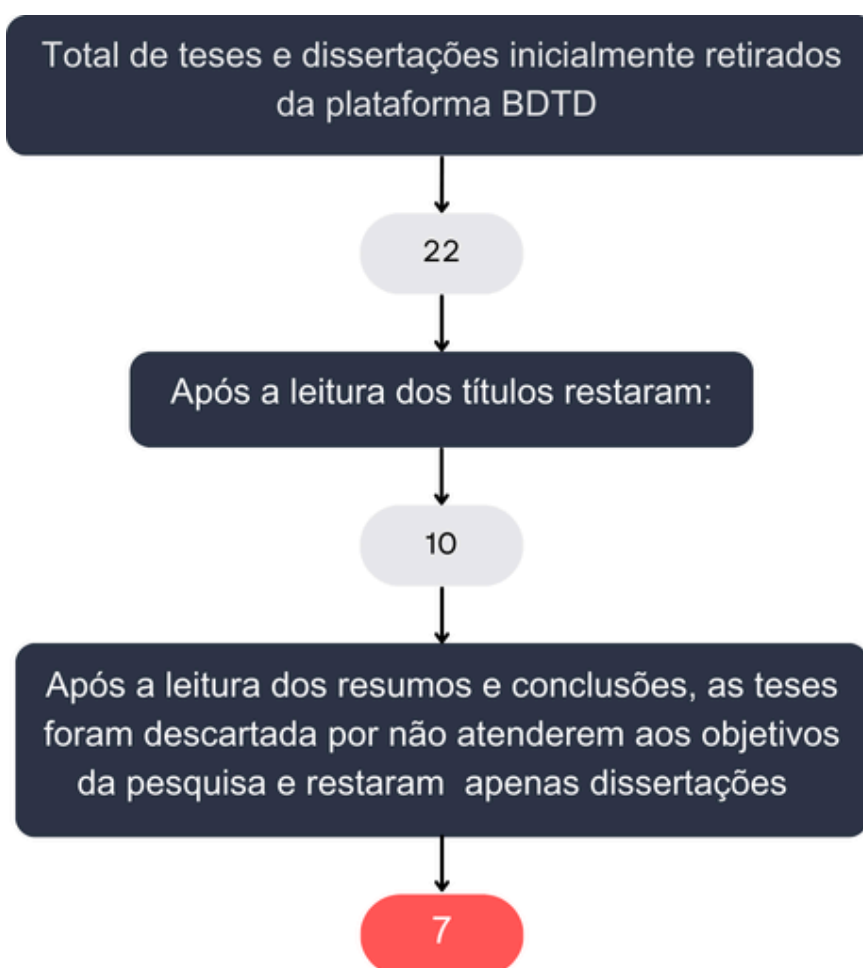 Total de teses e dissertações inicialmente retirados
da plataforma BDTD
22
Após a leitura dos títulos restaram:
10
Após a leitura dos resumos e conclusões, as teses
foram descartada por não atenderem aos objetivos
da pesquisa e restaram apenas dissertações
7